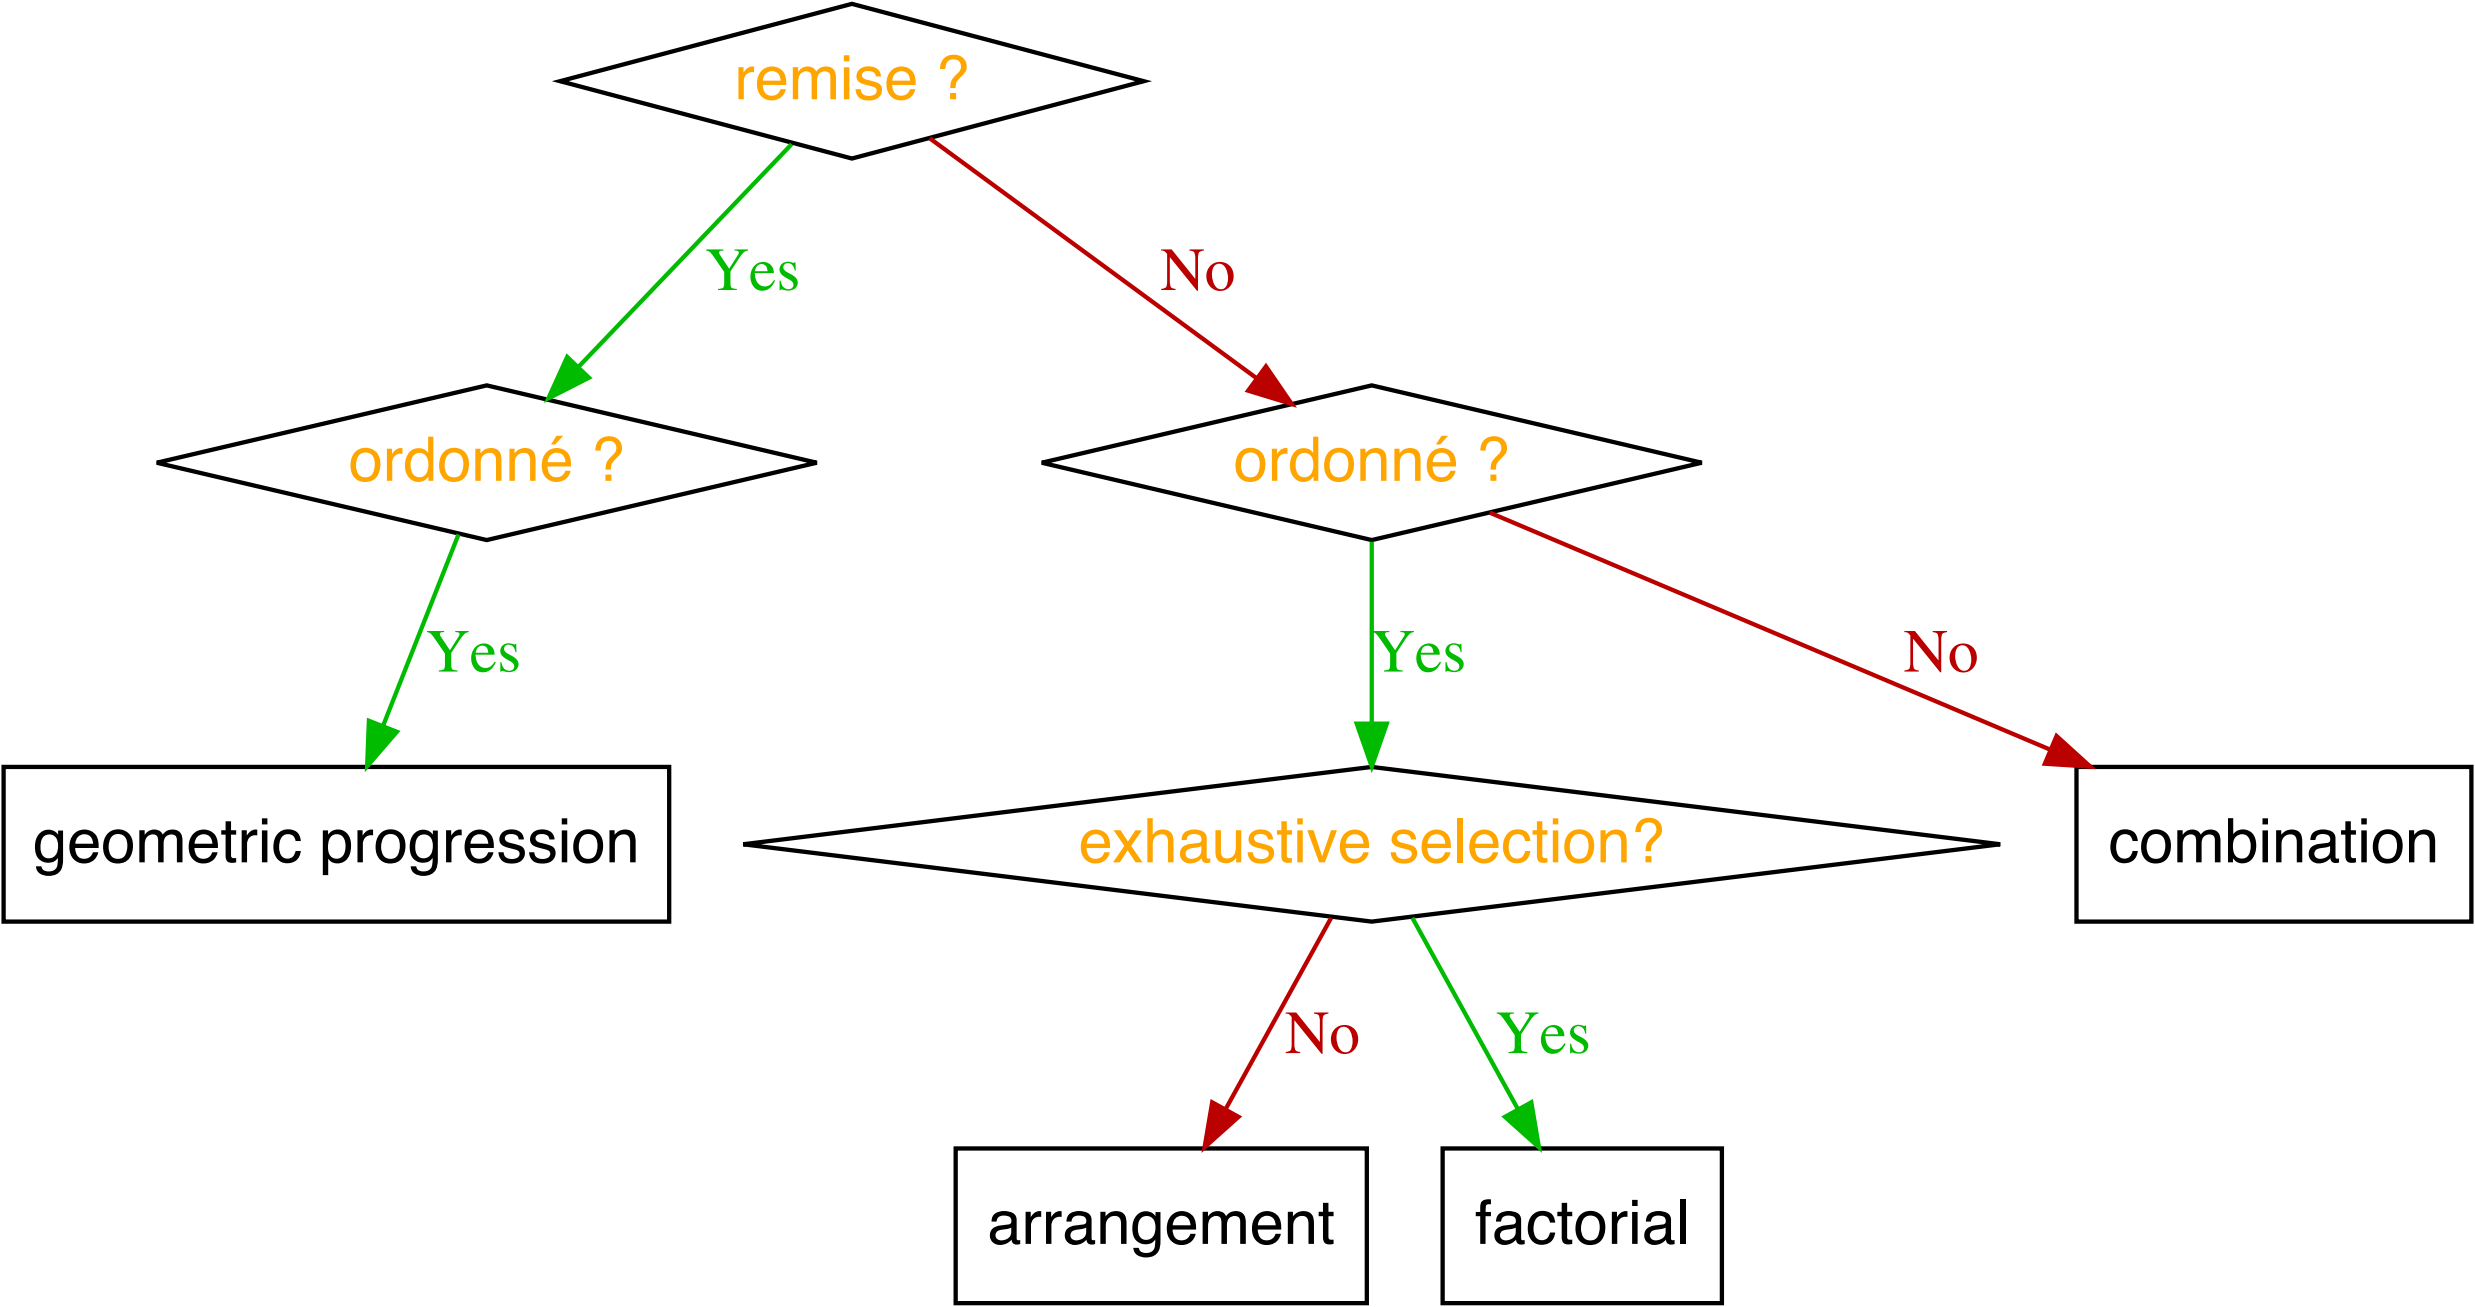 remise ?
Yes
No
ordonné ?
ordonné ?
Yes
Yes
No
geometric progression
exhaustive selection?
combination
No
Yes
arrangement
factorial